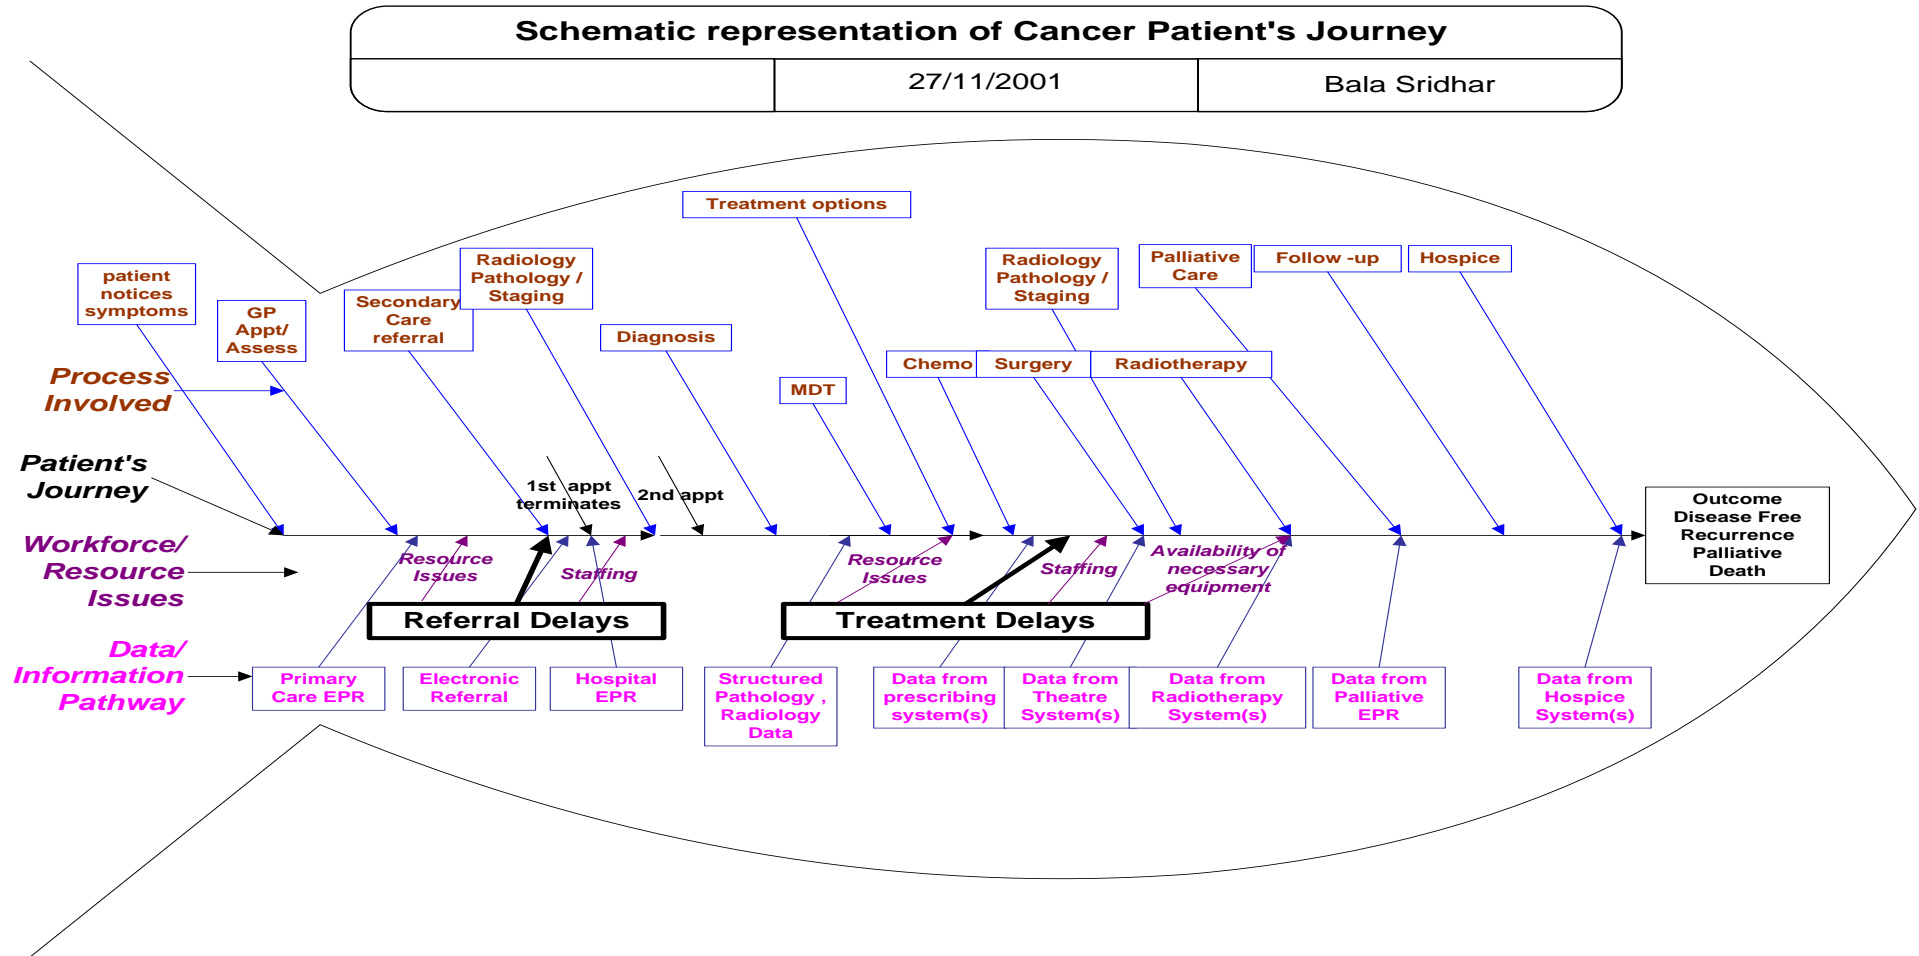 Schematic representation of Cancer Patient's Journey
27/11/2001
Bala Sridhar
Treatment options
patient
notices
symptoms
GP
Appt/
Assess
Secondary
Care
referral
Radiology
Pathology /
Staging
Diagnosis
MDT
Chemo
Surgery
Radiology
Pathology /
Staging
Radiotherapy
Palliative
Care
Follow -up
Hospice
Process
Involved
Patient's
Journey
1st appt
terminates
2nd appt
Outcome
Disease Free
Recurrence
Palliative
Death
Workforce/
Resource
Issues
Resource
Issues
Staffing
Resource
Issues
Staffing
Availability of
necessary
equipment
Referral Delays
Treatment Delays
Data/
Information
Pathway
Primary
Care EPR
Electronic
Referral
Hospital
EPR
Structured
Pathology ,
Radiology
Data
Data from
prescribing
system(s)
Data from
Theatre
System(s)
Data from
Radiotherapy
System(s)
Data from
Palliative
EPR
Data from
Hospice
System(s)